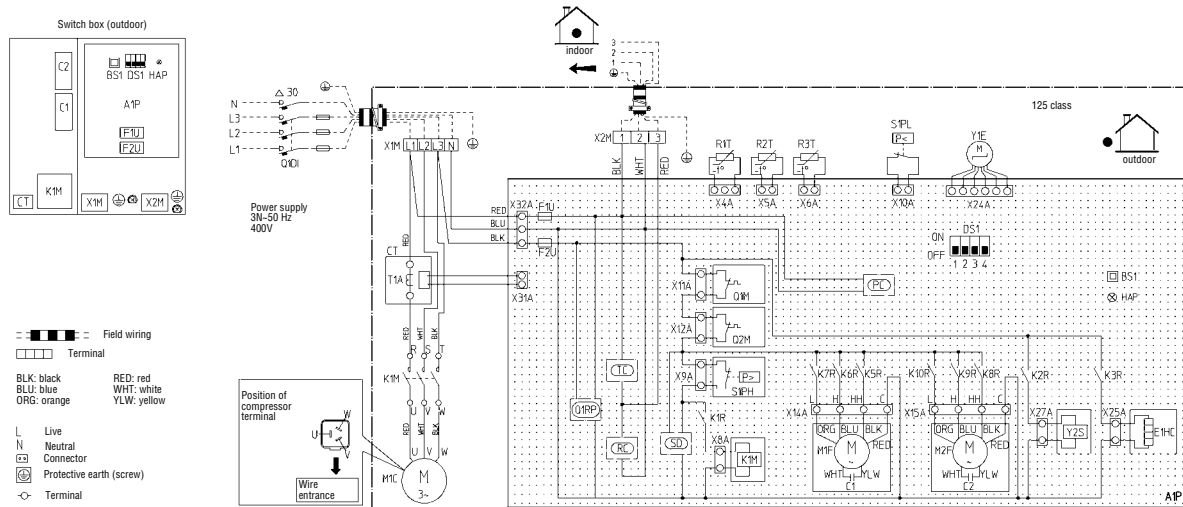 Switch box (outdoor)
C2
BS1 DS1 HAP
C1
A1P
F1U
F2U
K1M
CT
X1M
X2M
Power supply
3N~50 Hz
400V
N
L3
L2
L1
30
Q1DI
indoor
3
2
1
125 class
outdoor
X1M L1 L2 L3 N
X2M 1 2 3
BLK
WHT
RED
R1T
R2T
R3T
S1PL
P<
Y1E
M
X4A
X5A
X6A
X10A
X24A
RED
BLU
BLK
X32A
F1U
F2U
RED
CT
T1A
X31A
DS1
ON
OFF
1 2 3 4
BS1
HAP
PC
X11A
Q1M
X12A
Q2M
X9A
P>
S1PH
TC
Q1RP
RC
SD
K1R
X8A
K1M
K7R
K6R
K5R
K10R
K9R
K8R
K2R
K3R
L H HH C
L H HH C
X14A
X15A
X27A
X25A
ORG BLU BLK
RED
M1F
M
~
WHT YLW
C1
ORG BLU BLK
RED
M2F
M
~
WHT YLW
C2
Y2S
E1HC
A1P
RED
WHT
BLK
R S T
K1M
U V W
RED
WHT
BLK
U V W
M1C
M
3~
Position of
compressor
terminal
W
U
V
Wire
entrance
Field wiring
Terminal
BLK: black
BLU: blue
ORG: orange
RED: red
WHT: white
YLW: yellow
L Live
N Neutral
Connector
Protective earth (screw)
Terminal